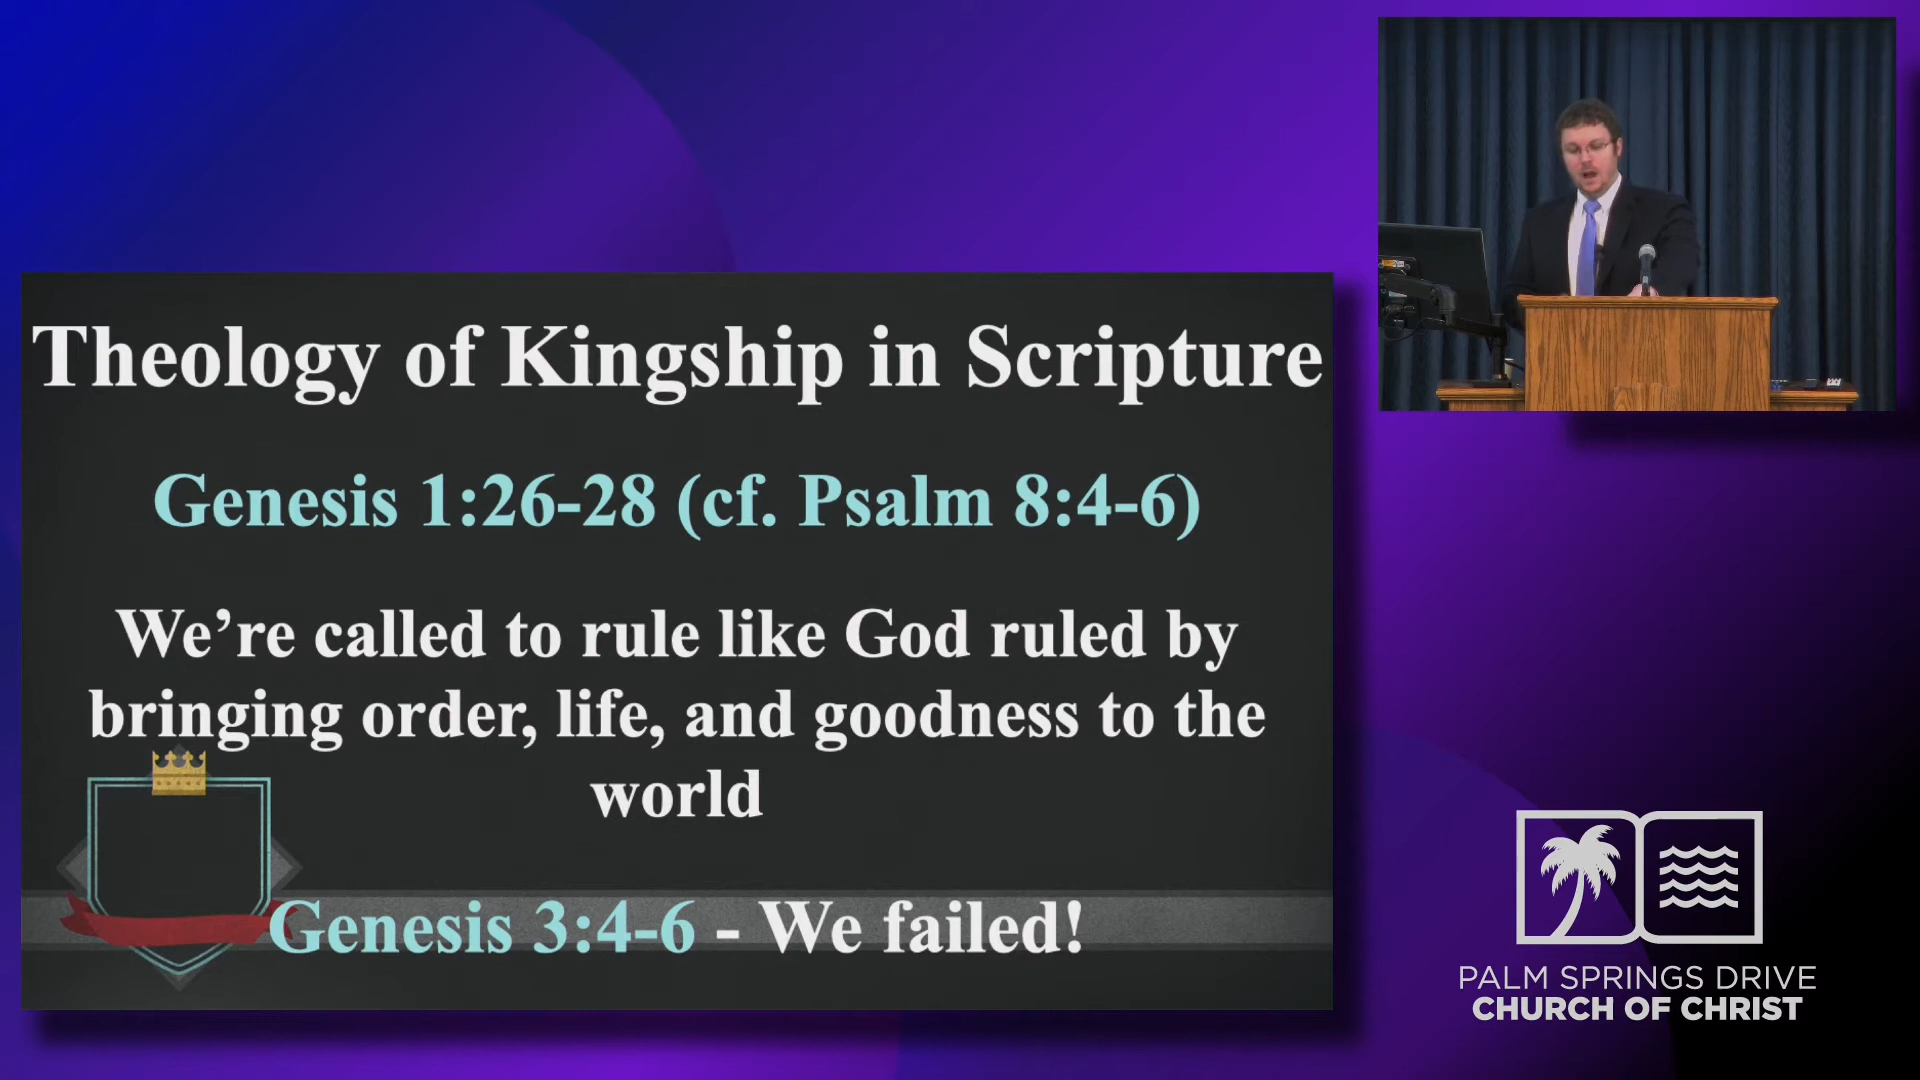 Theology of Kingship in Scripture
Genesis 1:26-28 (cf. Psalm 8:4-6)
We’re called to rule like God ruled by
bringing order, life, and goodness to the
world
Genesis 3:4-6 - We failed!
PALM SPRINGS DRIVE
CHURCH OF CHRIST